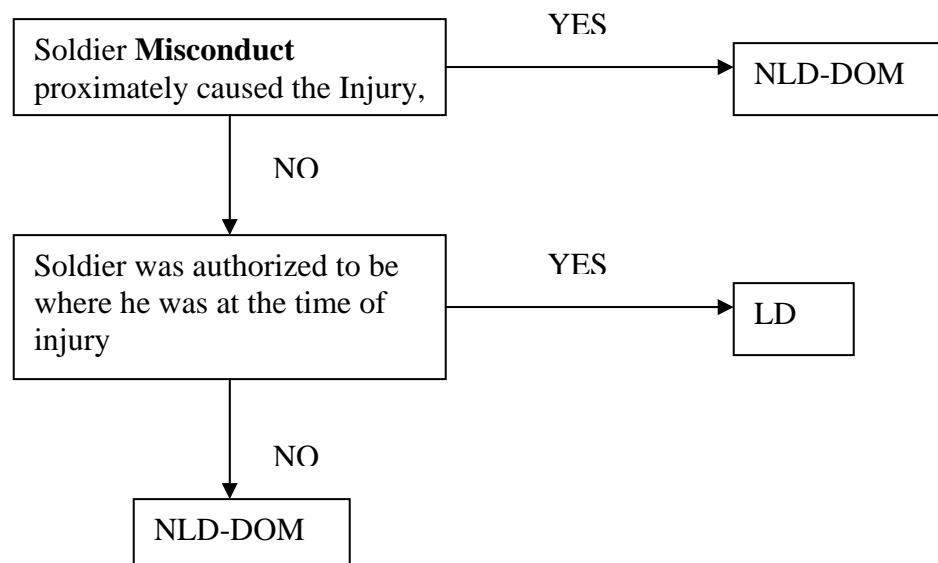 YES
Soldier Misconduct
proximately caused the Injury,
NLD-DOM
NO
Soldier was authorized to be
where he was at the time of
injury
YES
LD
NO
NLD-DOM